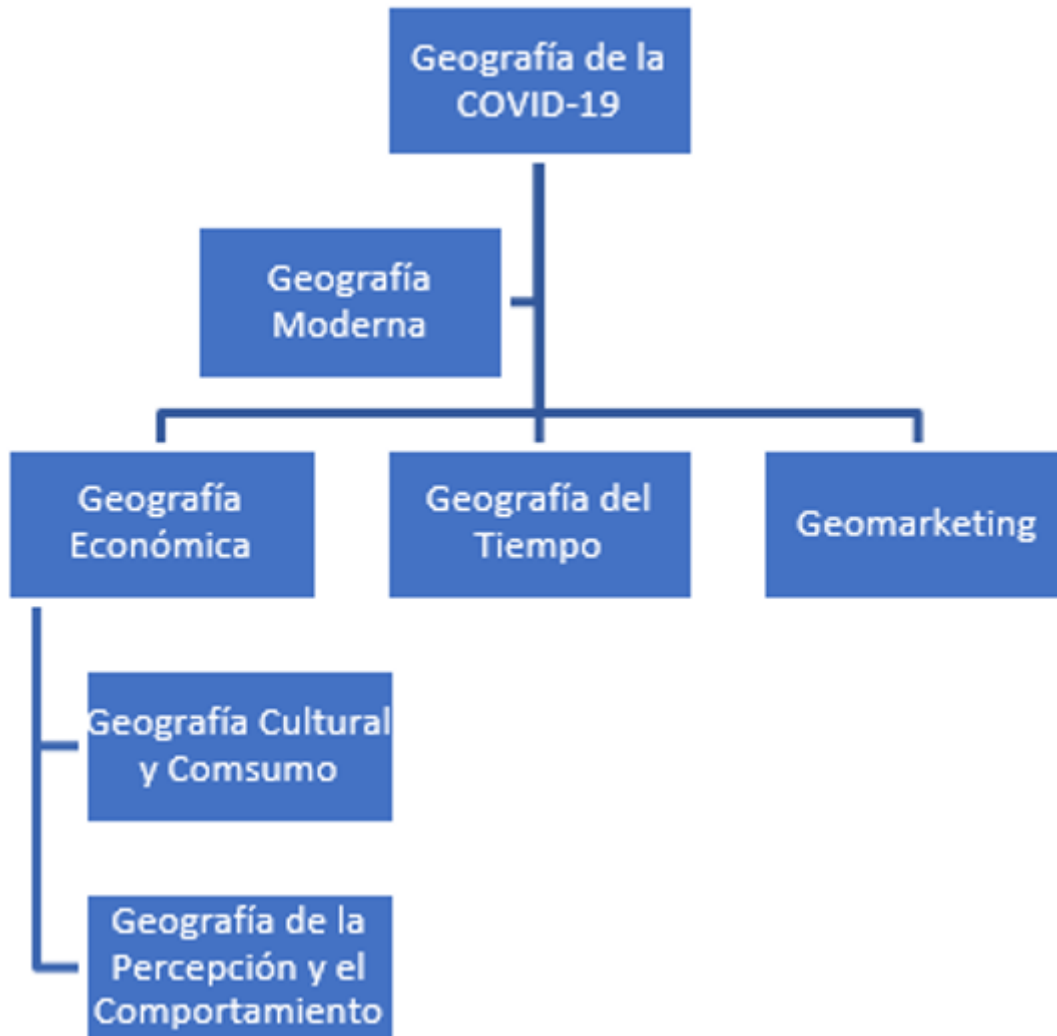 Geografía de la
COVID-19
Geografía
Moderna
Geografía
Económica
Geografía del
Tiempo
Geomarketing
Geografía Cultural
y Comsumo
Geografía de la
Percepción y el
Comportamiento